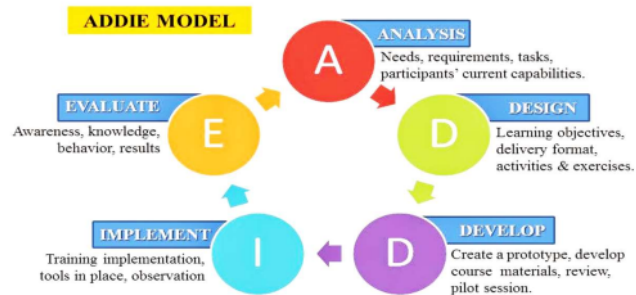 ADDIE MODEL
A
ANALYSIS
Needs, requirements, tasks,
participants' current capabilities.
D
DESIGN
Learning objectives,
delivery format,
activities & exercises.
D
DEVELOP
Create a prototype, develop
course materials, review,
pilot session.
I
IMPLEMENT
Training implementation,
tools in place, observation
E
EVALUATE
Awareness, knowledge,
behavior, results